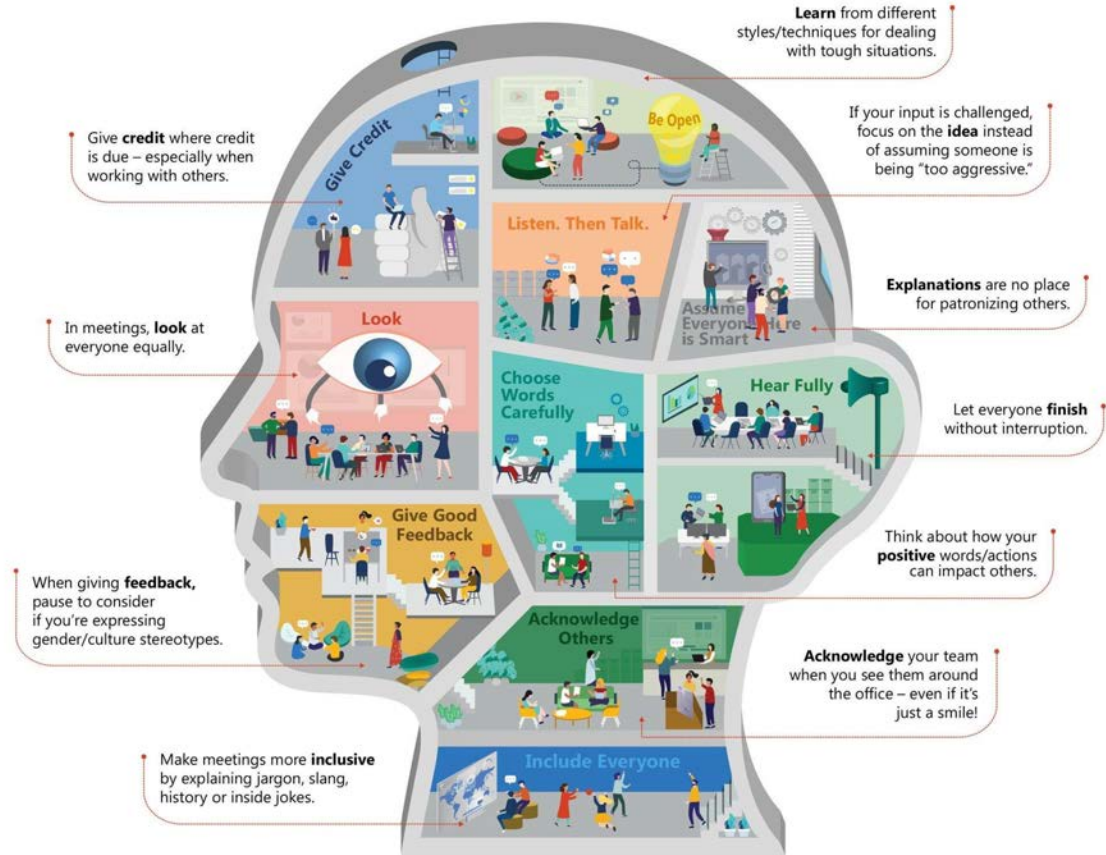 Learn from different
styles/techniques for dealing
with tough situations.
Be Open
Give credit where credit
is due – especially when
working with others.
Give Credit
If your input is challenged,
focus on the idea instead
of assuming someone is
being “too aggressive.”
Listen. Then Talk.
Explanations are no place
for patronizing others.
Assume
Everyone Here
is Smart
In meetings, look at
everyone equally.
Look
Choose
Words
Carefully
Hear Fully
Let everyone finish
without interruption.
Give Good
Feedback
When giving feedback,
pause to consider
if you’re expressing
gender/culture stereotypes.
Think about how your
positive words/actions
can impact others.
Acknowledge
Others
Acknowledge your team
when you see them around
the office – even if it’s
just a smile!
Make meetings more inclusive
by explaining jargon, slang,
history or inside jokes.
Include Everyone